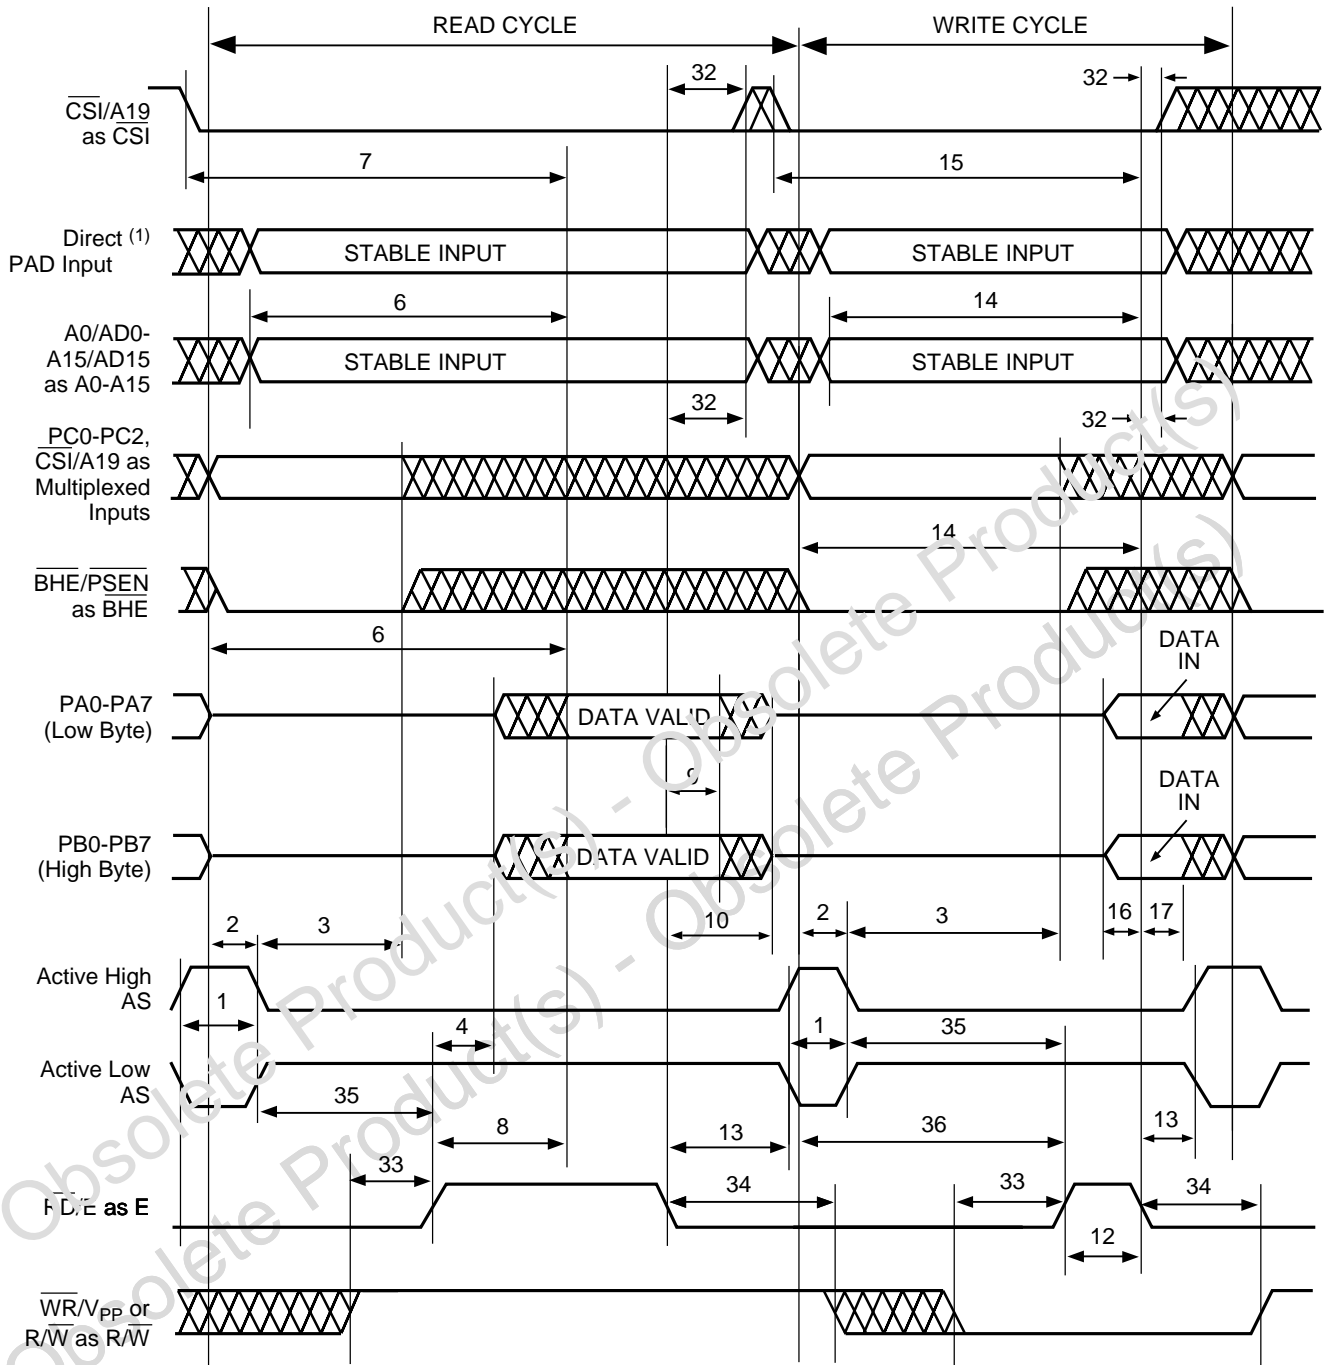 READ CYCLE
WRITE CYCLE
32
32
CSI/A19
as CSI
7
15
Direct (1)
PAD Input
STABLE INPUT
STABLE INPUT
6
14
A0/AD0-
A15/AD15
as A0-A15
STABLE INPUT
STABLE INPUT
32
32
PC0-PC2,
CSI/A19 as
Multiplexed
Inputs
14
BHE/PSEN
as BHE
6
DATA
IN
PA0-PA7
(Low Byte)
DATA VALID
9
DATA
IN
PB0-PB7
(High Byte)
DATA VALID
2
3
10
2
3
16
17
Active High
AS
1
4
1
35
Active Low
AS
35
8
13
36
13
33
34
33
34
RD/E as E
12
WR/VPP or
R/W as R/W
Obsolete Product(s) - Obsolete Product(s)
Obsolete Product(s) - Obsolete Product(s)